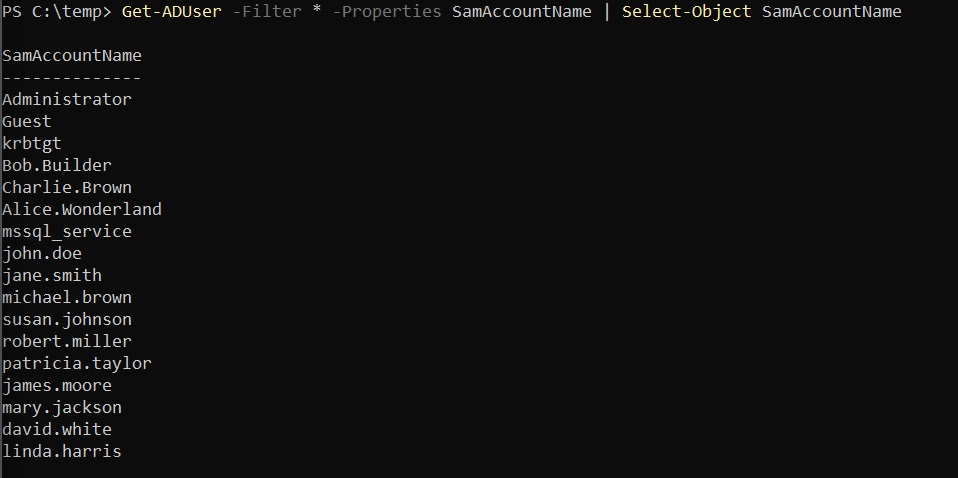 PS C:\temp> Get-ADUser -Filter * -Properties SamAccountName | Select-Object SamAccountName
SamAccountName
--------------
Administrator
Guest
krbtgt
Bob.Builder
Charlie.Brown
Alice.Wonderland
mssql_service
john.doe
jane.smith
michael.brown
susan.johnson
robert.miller
patricia.taylor
james.moore
mary.jackson
david.white
linda.harris